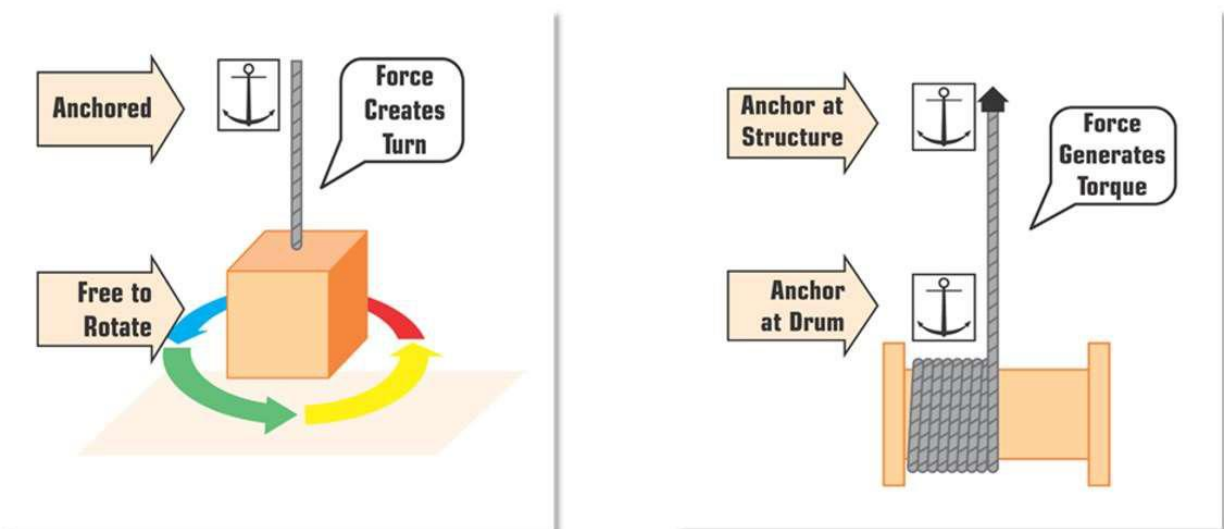 Anchored
Force
Creates
Turn
Free to
Rotate
Anchor at
Structure
Force
Generates
Torque
Anchor
at Drum